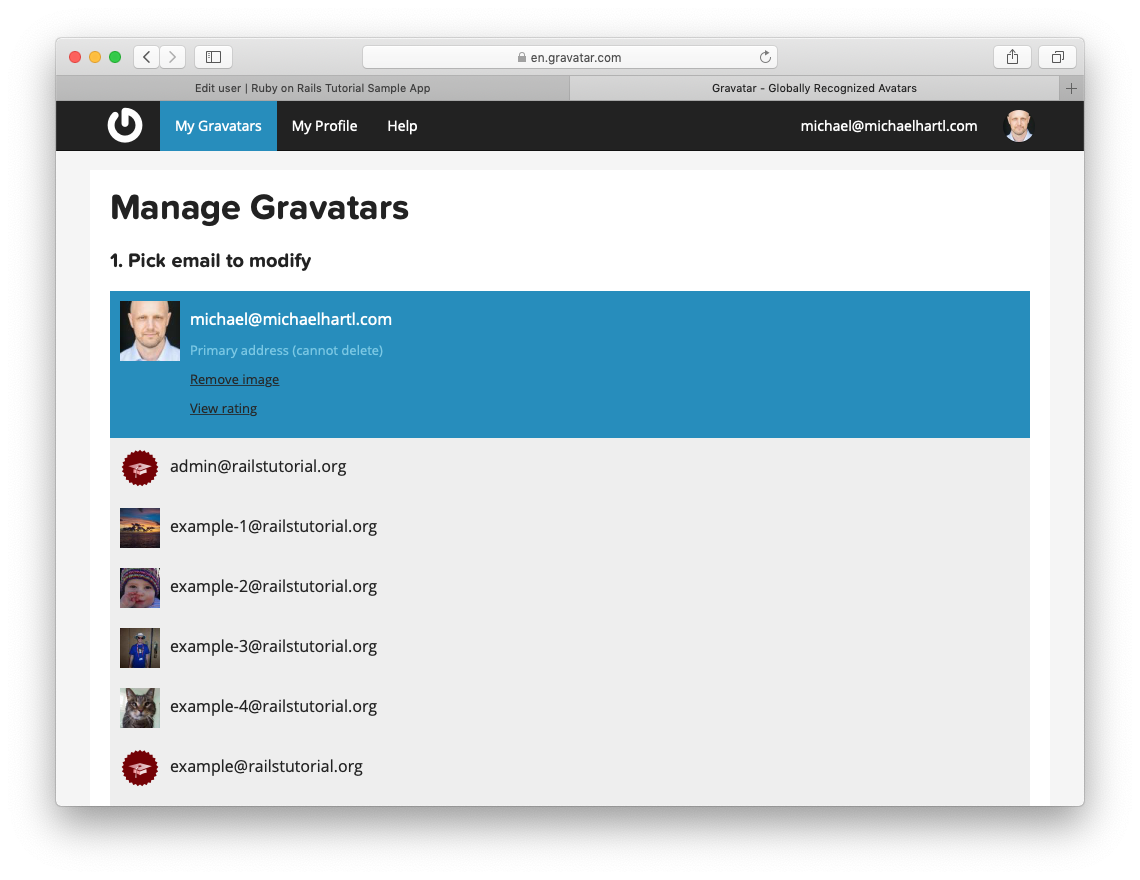 en.gravatar.com
Edit user | Ruby on Rails Tutorial Sample App
Gravatar - Globally Recognized Avatars
My Gravatars
My Profile
Help
michael@michaelhartl.com
Manage Gravatars
1. Pick email to modify
michael@michaelhartl.com
Primary address (cannot delete)
Remove image
View rating
admin@railstutorial.org
example-1@railstutorial.org
example-2@railstutorial.org
example-3@railstutorial.org
example-4@railstutorial.org
example@railstutorial.org